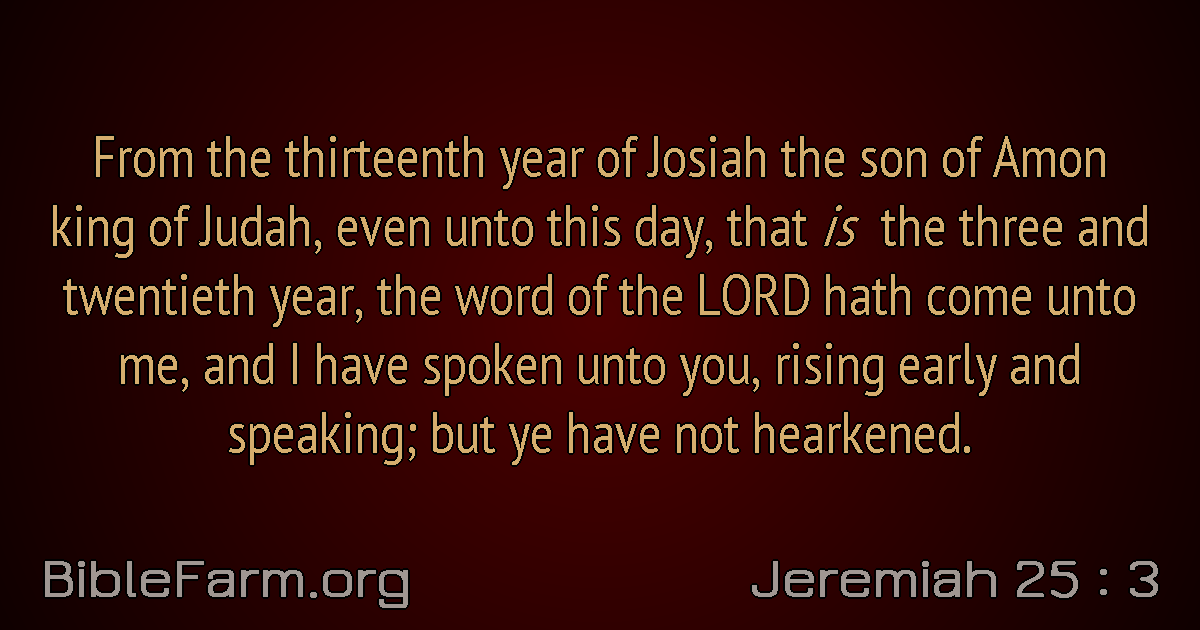 From the thirteenth year of Josiah the son of Amon
king of Judah, even unto this day, that is the three and
twentieth year, the word of the LORD hath come unto
me, and I have spoken unto you, rising early and
speaking; but ye have not hearkened.
BibleFarm.org
Jeremiah 25 : 3